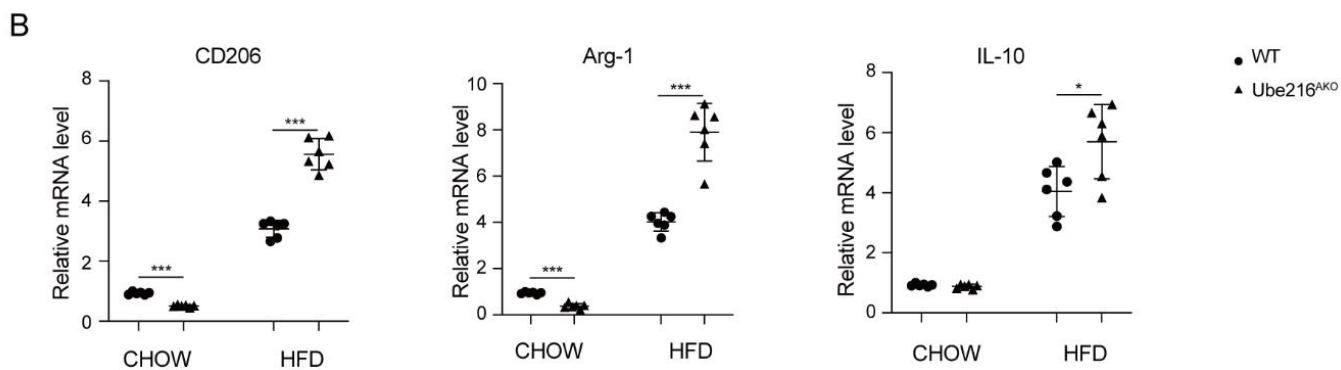 B
CD206
Relative mRNA level
8
6
4
2
0
***
***
CHOW HFD
Arg-1
Relative mRNA level
10
8
6
4
2
0
***
***
CHOW HFD
IL-10
Relative mRNA level
8
6
4
2
0
*
CHOW HFD
WT
Ube216AKO